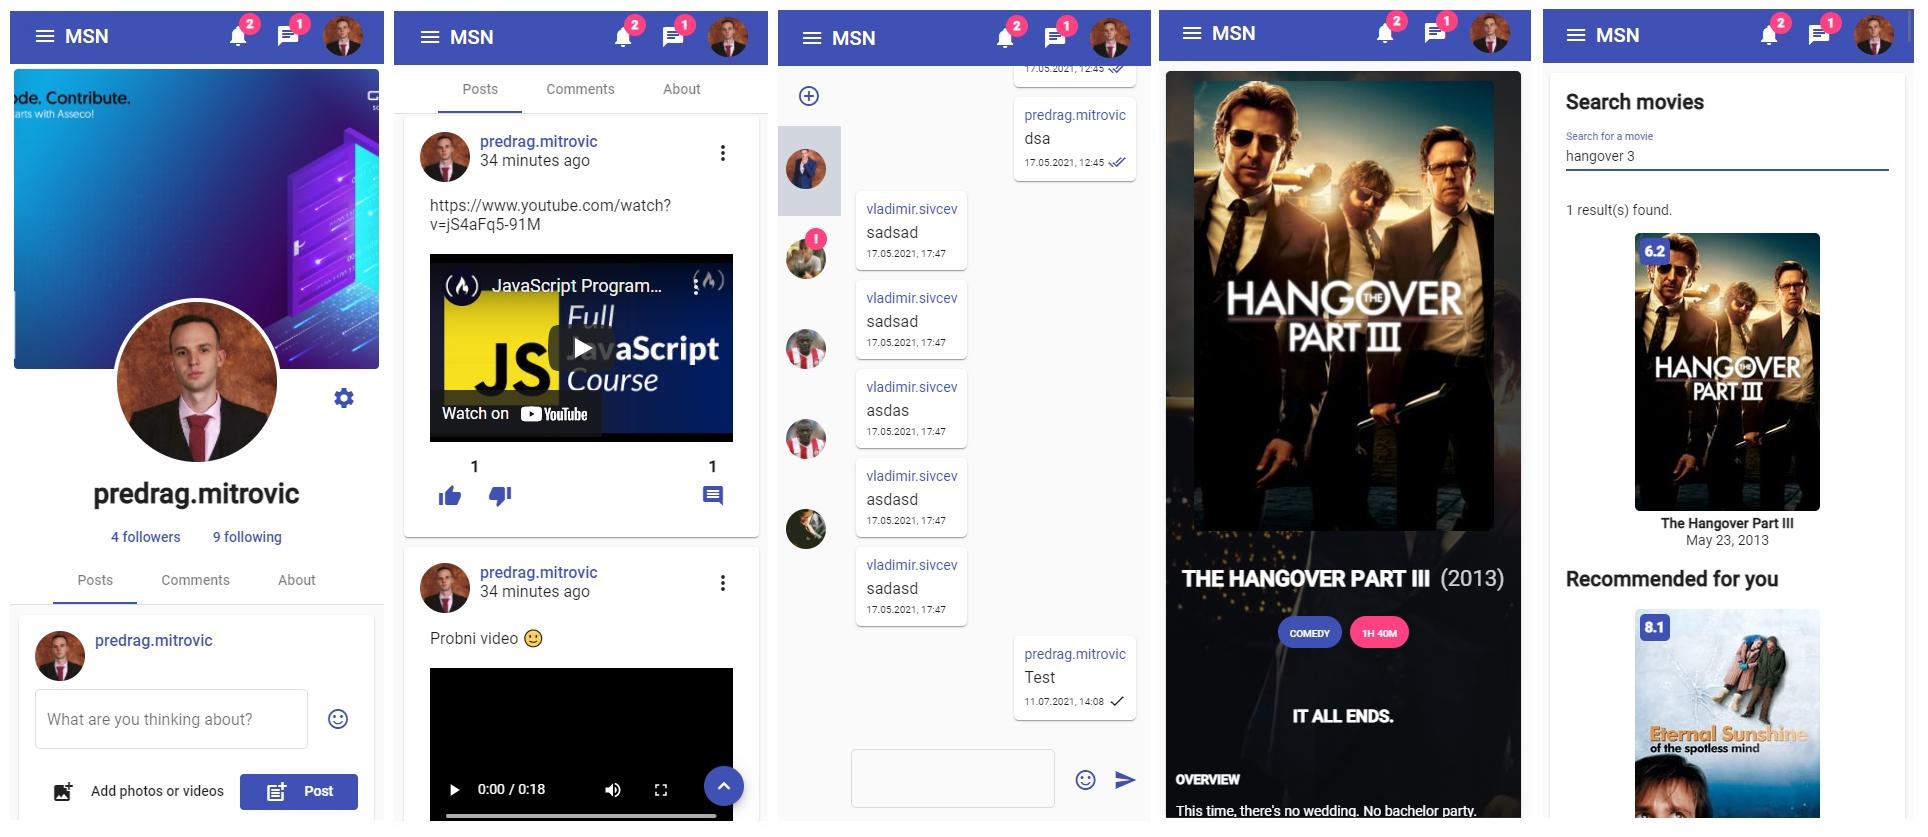 MSN
2
1
ode. Contribute.
arts with Asseco!
predrag.mitrovic
4 followers
9 following
Posts
Comments
About
predrag.mitrovic
What are you thinking about?
Add photos or videos
Post
MSN
2
1
Posts
Comments
About
predrag.mitrovic
34 minutes ago
https://www.youtube.com/watch?
v=jS4aFq5-91M
JavaScript Program...
Full
JS
JavaScript
Course
Watch on YouTube
1
1
predrag.mitrovic
34 minutes ago
Probni video
0:00 / 0:18
MSN
2
1
!
17.05.2021, 12:45
predrag.mitrovic
dsa
17.05.2021, 12:45
vladimir.sivcev
sadsad
17.05.2021, 17:47
vladimir.sivcev
sadsad
17.05.2021, 17:47
vladimir.sivcev
asdas
17.05.2021, 17:47
vladimir.sivcev
asdasd
17.05.2021, 17:47
vladimir.sivcev
sadasd
17.05.2021, 17:47
predrag.mitrovic
Test
11.07.2021, 14:08
MSN
2
1
HANGOVER
THE
PART III
THE HANGOVER PART III (2013)
COMEDY
1H 40M
IT ALL ENDS.
OVERVIEW
This time, there's no wedding. No bachelor party.
MSN
2
1
Search movies
Search for a movie
hangover 3
1 result(s) found.
6.2
HANGOVER
THE
PART III
The Hangover Part III
May 23, 2013
Recommended for you
8.1
Eternal Sunshine
of the spotless mind